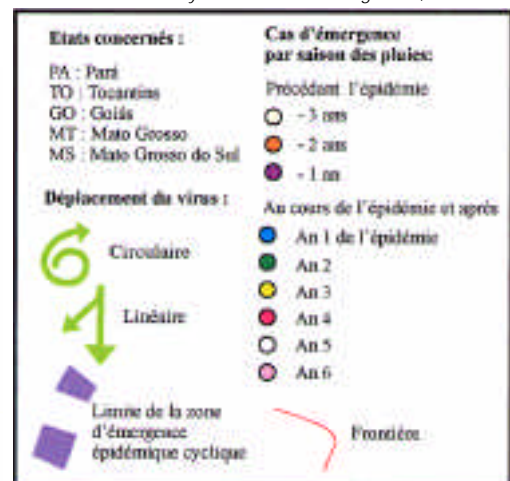 Etats concernés :
PA : Pará
TO : Tocantins
GO : Goiás
MT : Mato Grosso
MS : Mato Grosso do Sul
Déplacement du virus :
Circulaire
Linéaire
Limite de la zone
d'émergence
épidémique cyclique
Cas d'émergence
par saison des pluies:
Précédant l'épidémie
- 3 ans
- 2 ans
- 1 an
Au cours de l'épidémie et après
An 1 de l'épidémie
An 2
An 3
An 4
An 5
An 6
Frontière